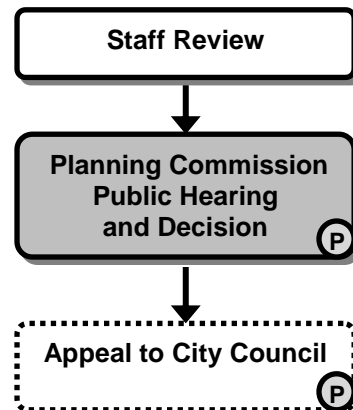 Staff Review
Planning Commission
Public Hearing
and Decision
P
Appeal to City Council
P